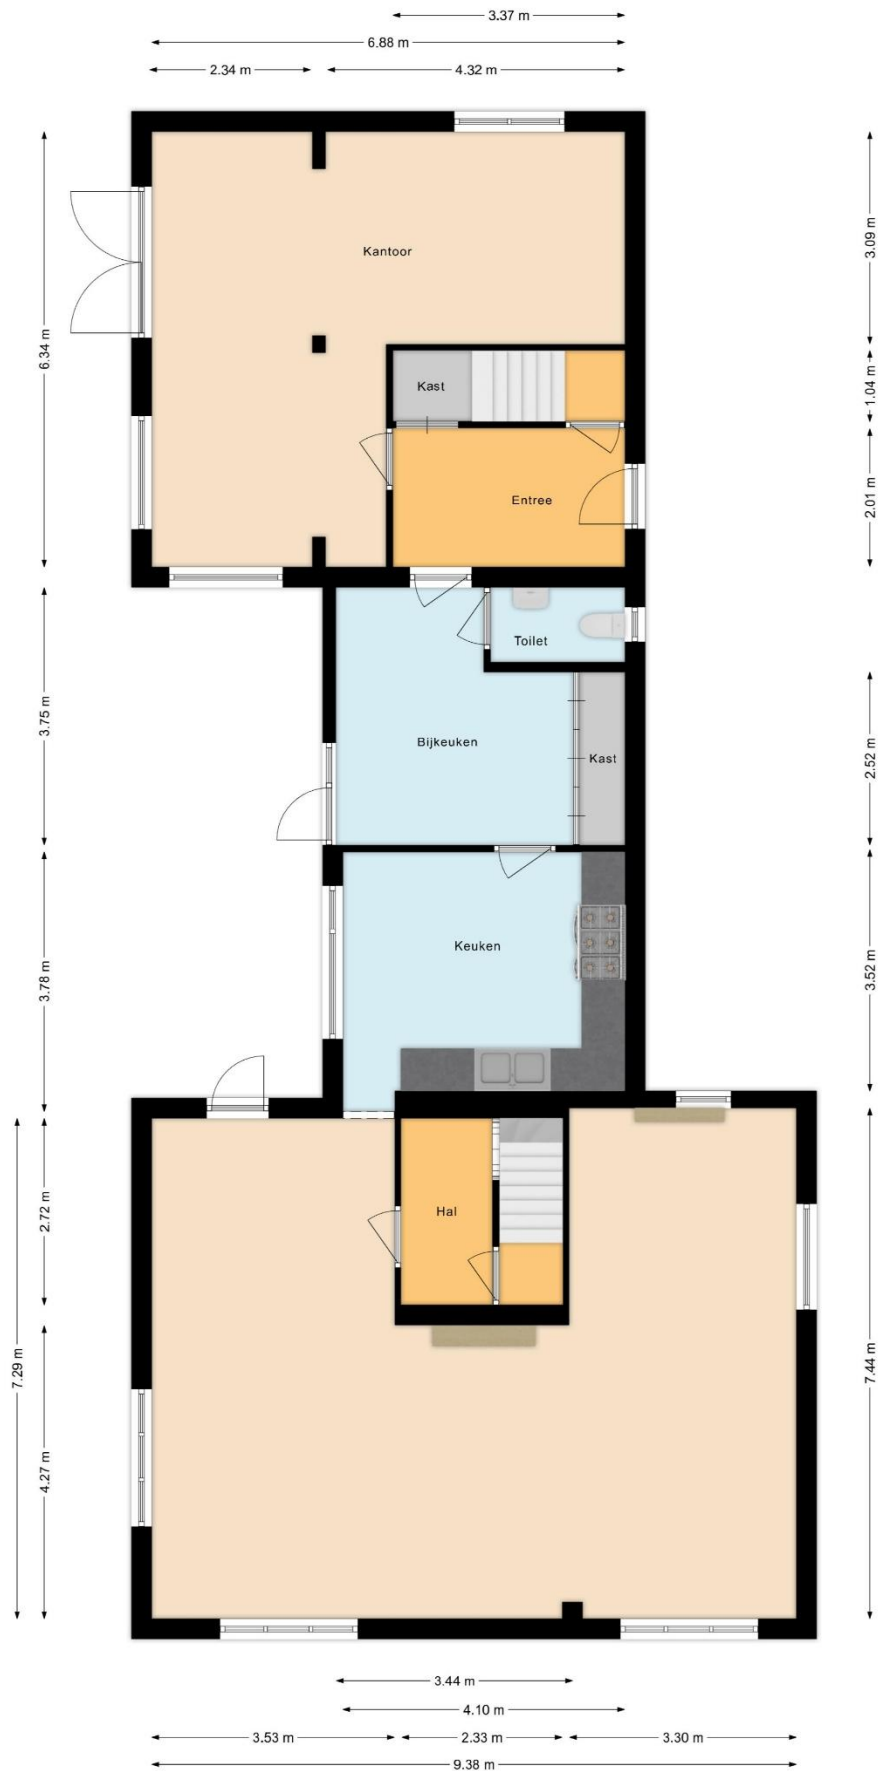 3.37 m
6.88 m
2.34 m
4.32 m
Kantoor
3.09 m
6.34 m
Kast
1.04 m
Entree
2.01 m
Toilet
3.75 m
Bijkeuken
Kast
2.52 m
Keuken
3.78 m
3.52 m
Hal
2.72 m
7.29 m
7.44 m
4.27 m
3.44 m
4.10 m
3.53 m
2.33 m
3.30 m
9.38 m